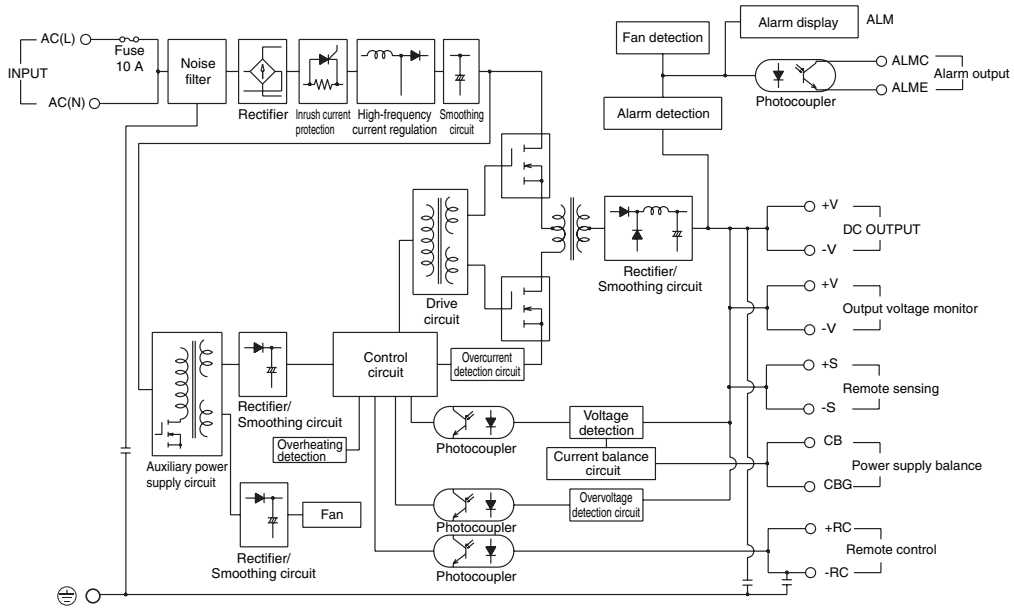 AC(L)
Fuse
10 A
INPUT
AC(N)
Noise
filter
Rectifier
Inrush current
protection
High-frequency
current regulation
Smoothing
circuit
Fan detection
Alarm display
ALM
ALMC
Alarm output
ALME
Photocoupler
Alarm detection
+V
DC OUTPUT
-V
Rectifier/
Smoothing circuit
Drive
circuit
+V
Output voltage monitor
-V
Control
circuit
Overcurrent
detection circuit
+S
Remote sensing
-S
Rectifier/
Smoothing circuit
Overheating
detection
Photocoupler
Voltage
detection
Current balance
circuit
CB
Power supply balance
CBG
Auxiliary power
supply circuit
Fan
Rectifier/
Smoothing circuit
Photocoupler
Overvoltage
detection circuit
Photocoupler
+RC
Remote control
-RC